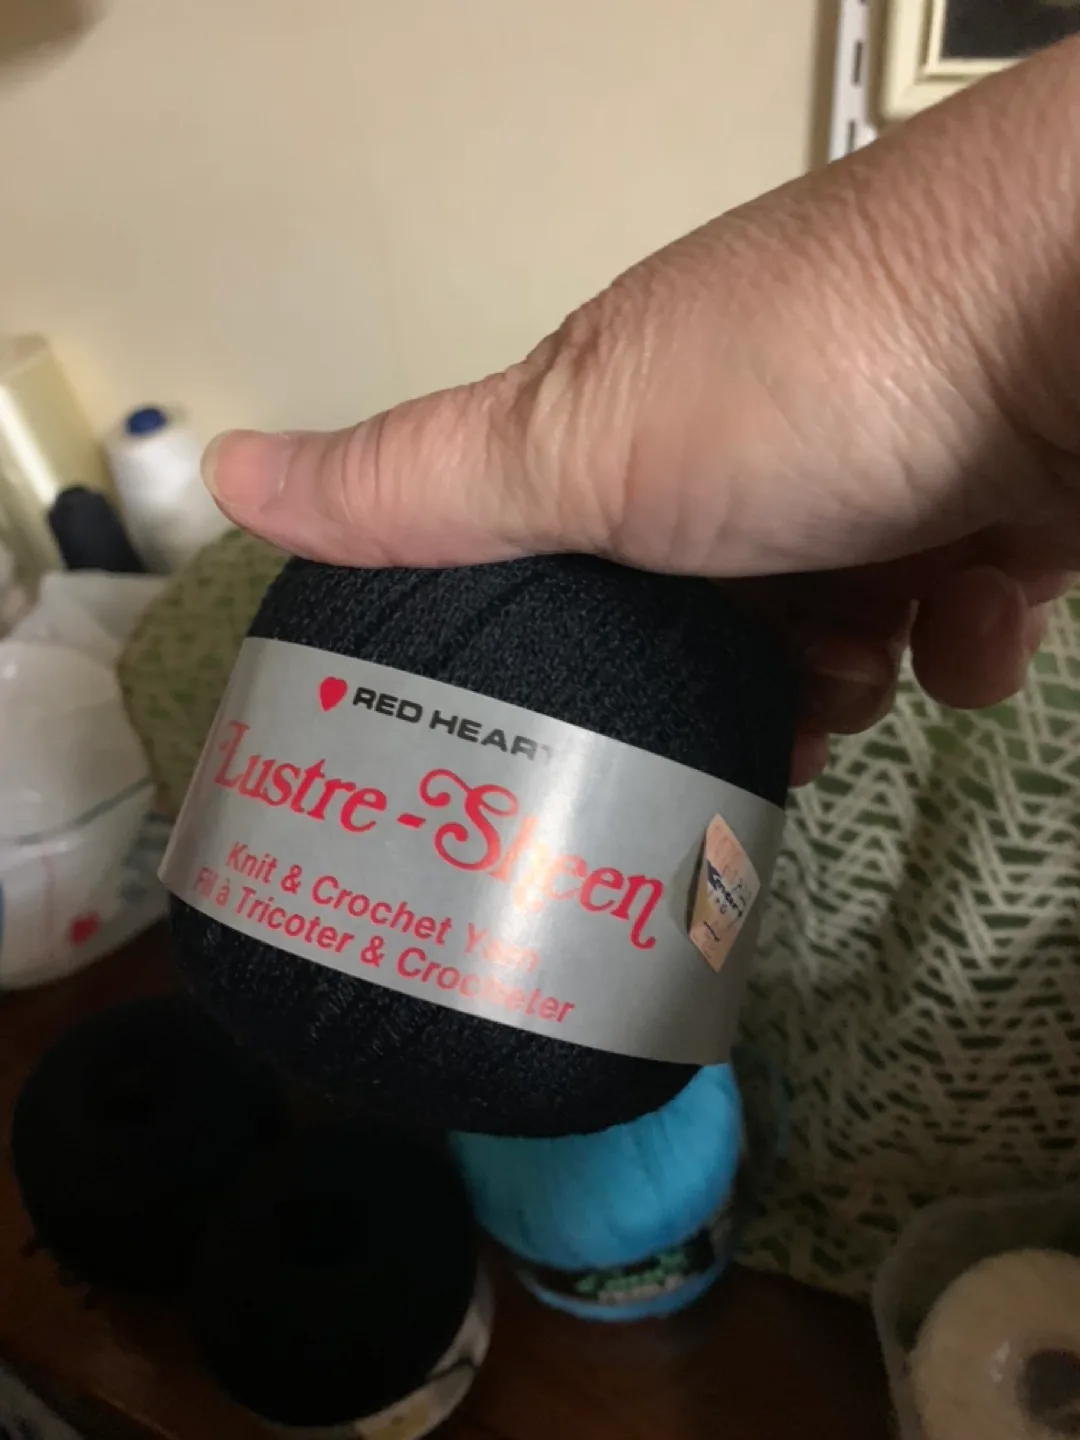 RED HEART
Lustre-Sheen
Knit & Crochet Yarn
Fil à Tricoter & Crocheter